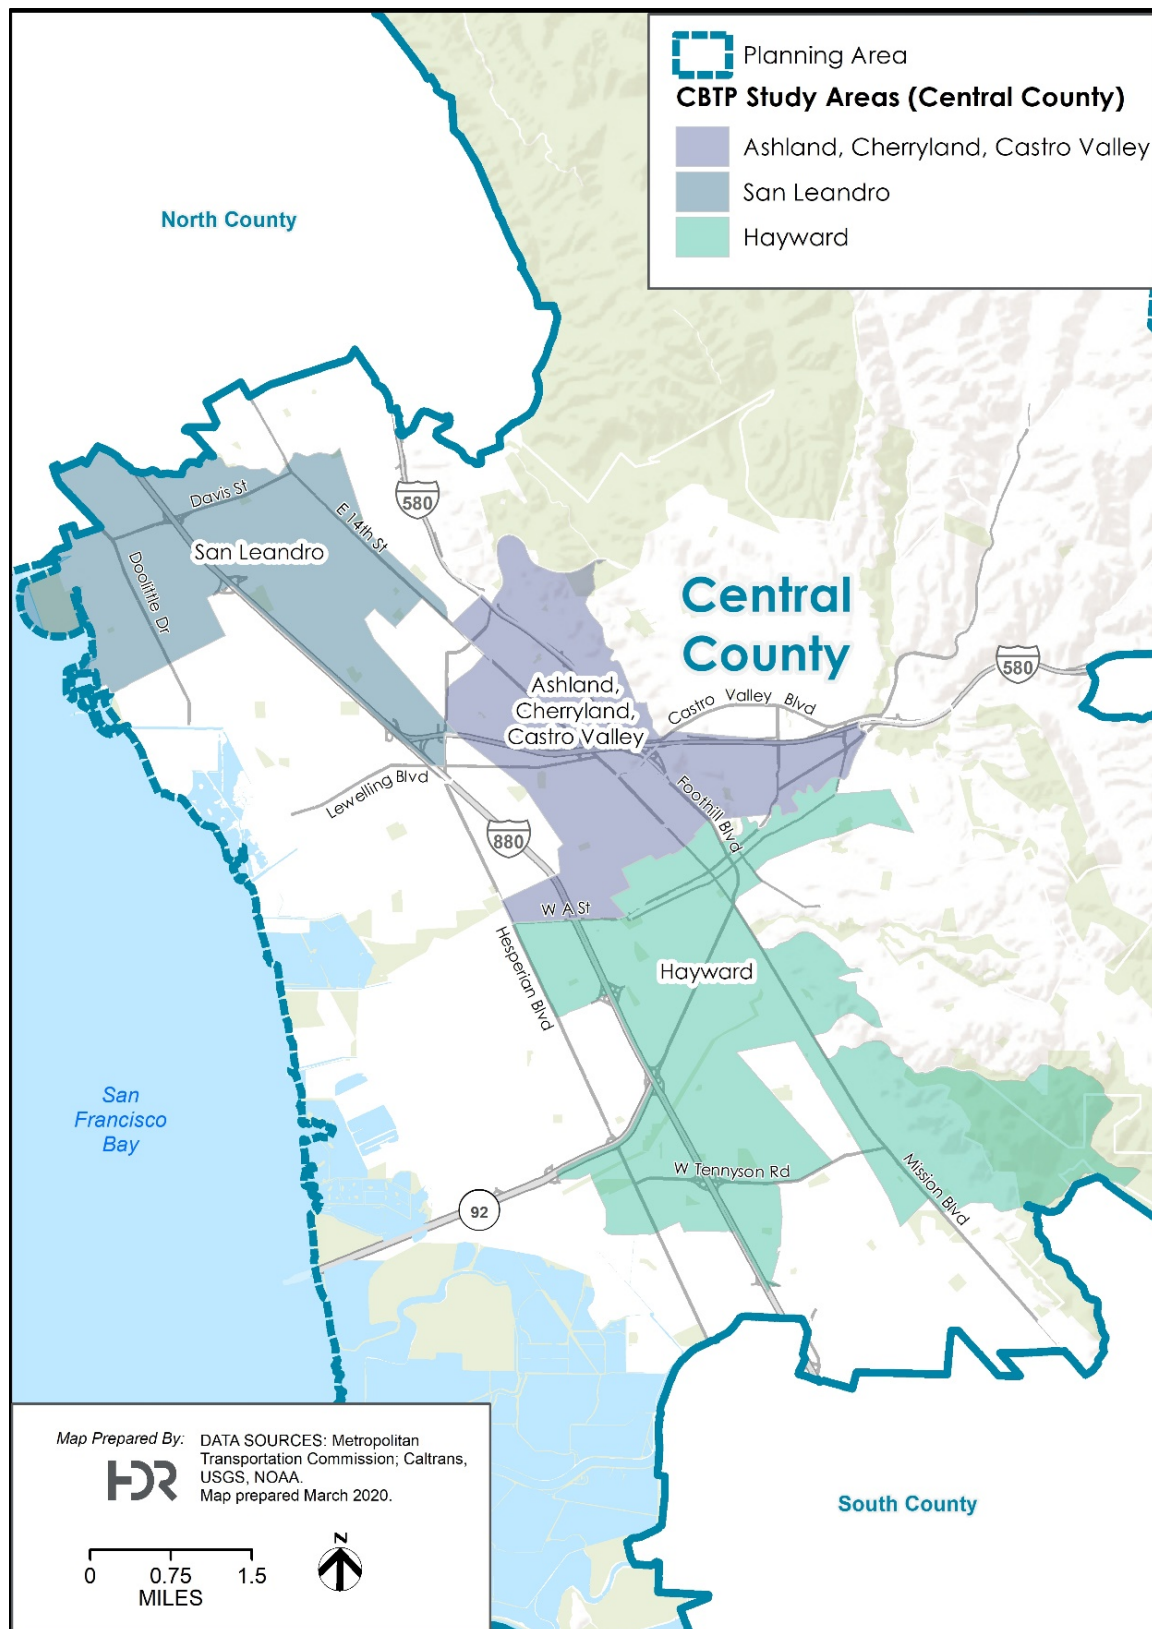 Planning Area
CBTP Study Areas (Central County)
Ashland, Cherryland, Castro Valley
San Leandro
Hayward
North County
580
Davis St
E 14th St
San Leandro
Doolittle Dr
Central
County
580
Ashland,
Cherryland,
Castro Valley
Castro Valley Blvd
Lewelling Blvd
Foothill Blvd
880
W A St
Hesperian Blvd
Hayward
San
Francisco
Bay
W Tennyson Rd
Mission Blvd
92
Map Prepared By:
HDR
DATA SOURCES: Metropolitan
Transportation Commission; Caltrans,
USGS, NOAA.
Map prepared March 2020.
South County
N
0 0.75 1.5
MILES